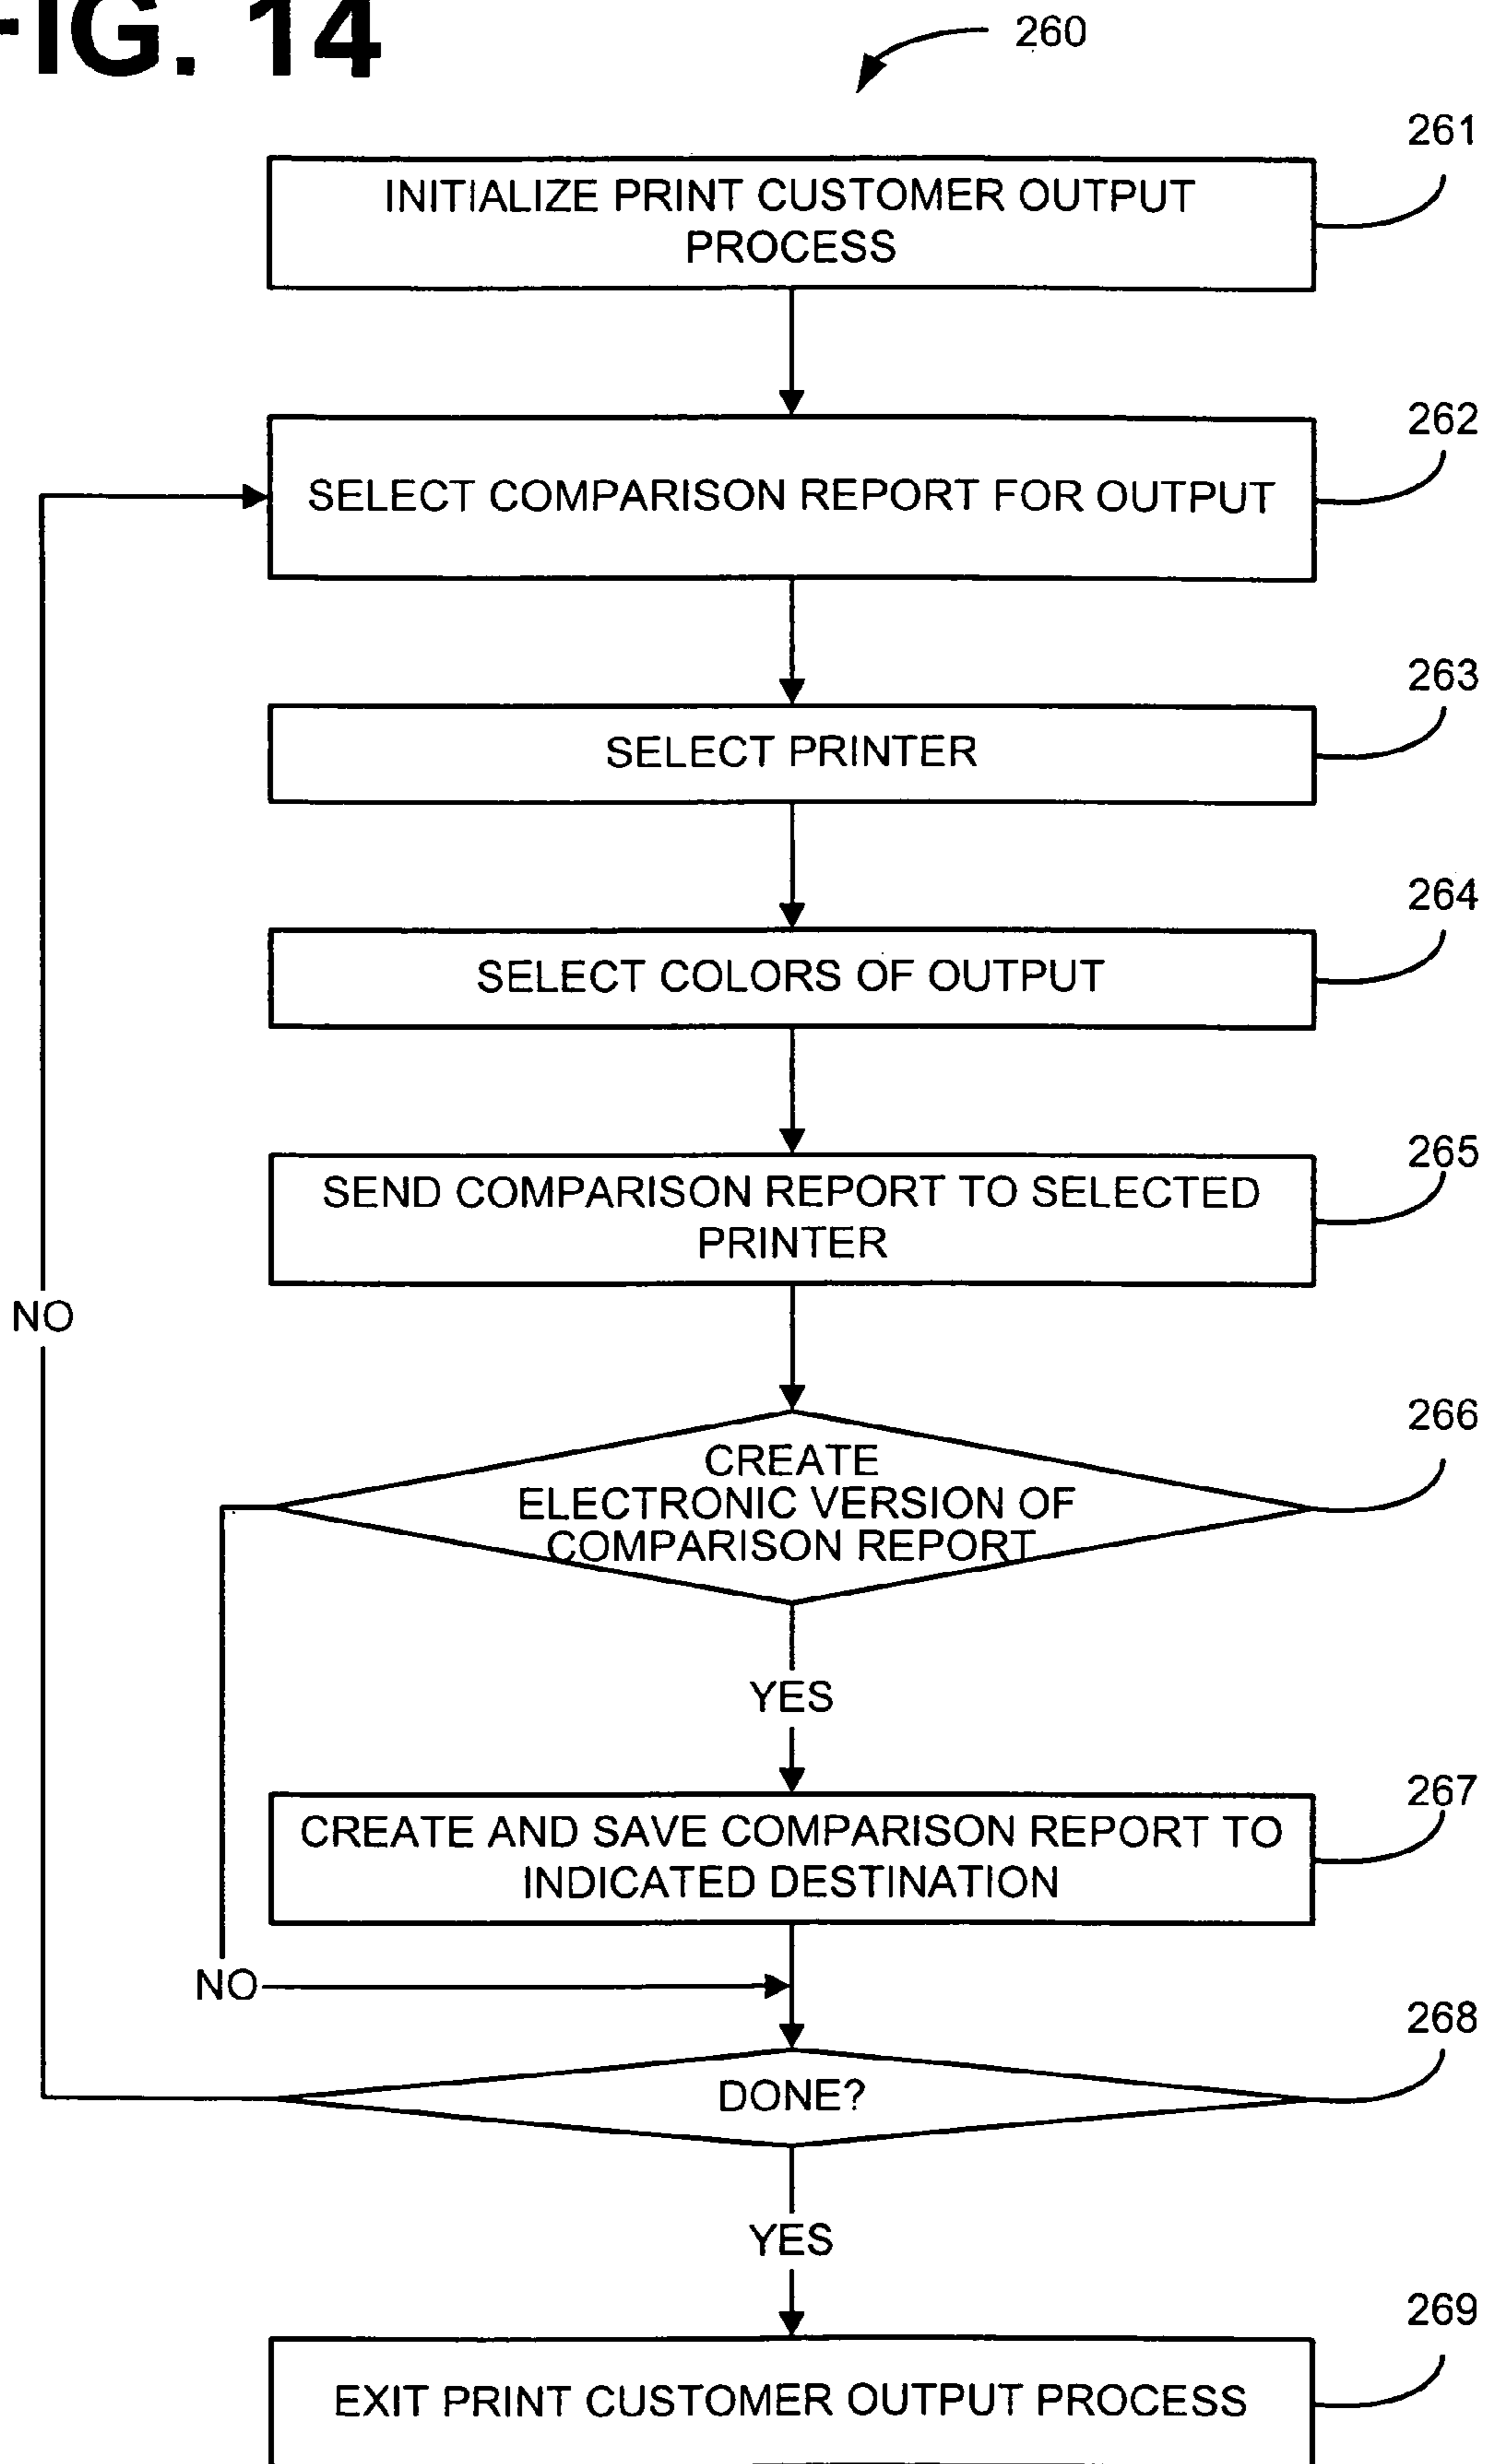 FIG. 14
260
261
INITIALIZE PRINT CUSTOMER OUTPUT
PROCESS
262
SELECT COMPARISON REPORT FOR OUTPUT
263
SELECT PRINTER
264
SELECT COLORS OF OUTPUT
265
SEND COMPARISON REPORT TO SELECTED
PRINTER
NO
266
CREATE
ELECTRONIC VERSION OF
COMPARISON REPORT
YES
267
CREATE AND SAVE COMPARISON REPORT TO
INDICATED DESTINATION
NO
268
DONE?
YES
269
EXIT PRINT CUSTOMER OUTPUT PROCESS